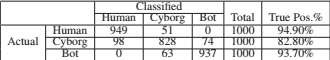 Classified
Human Cyborg Bot Total True Pos.%
Actual Human 949 51 0 1000 94.90%
Cyborg 98 828 74 1000 82.80%
Bot 0 63 937 1000 93.70%